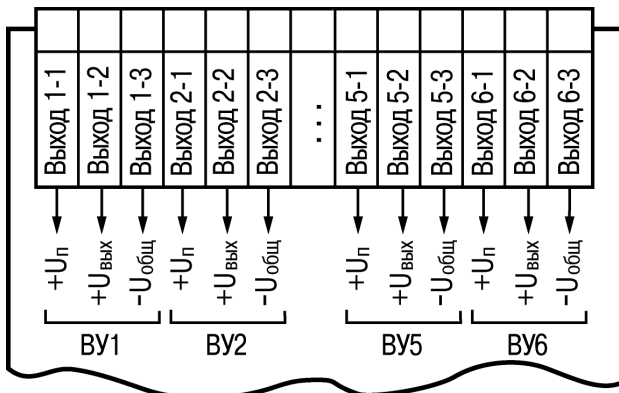 Выход 1-1
Выход 1-2
Выход 1-3
Выход 2-1
Выход 2-2
Выход 2-3
...
Выход 5-1
Выход 5-2
Выход 5-3
Выход 6-1
Выход 6-2
Выход 6-3
+Uп
+Uвых
-Uобщ
+Uп
+Uвых
-Uобщ
+Uп
+Uвых
-Uобщ
+Uп
+Uвых
-Uобщ
ВУ1
ВУ2
ВУ5
ВУ6